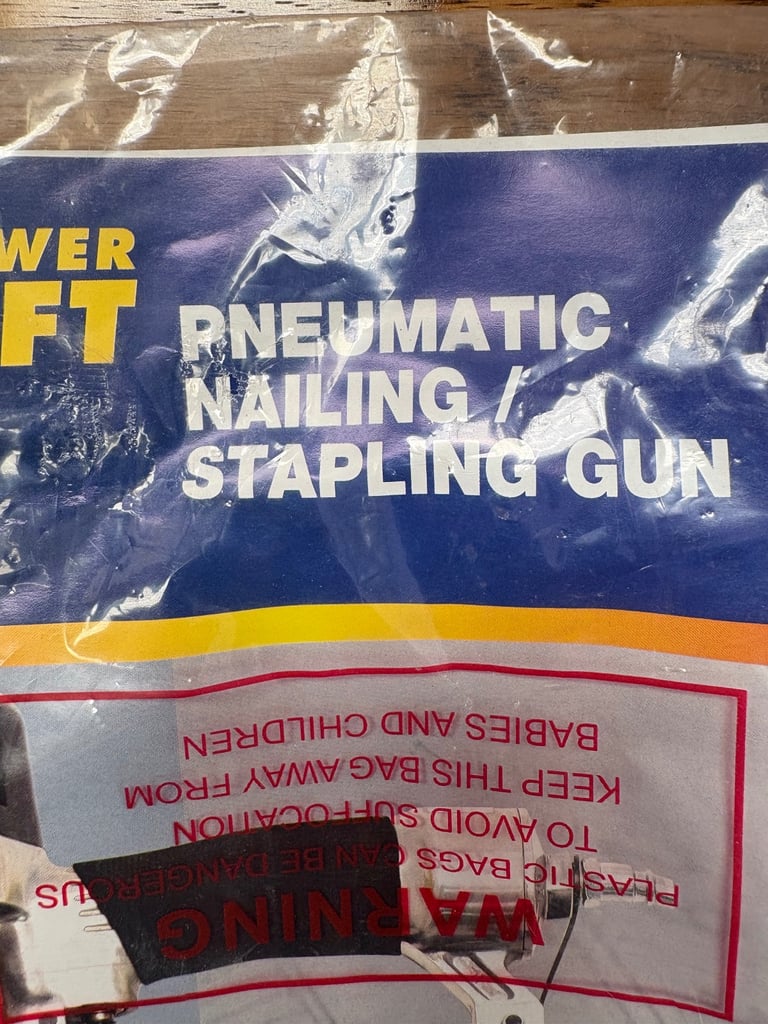 WER
FT
PNEUMATIC
NAILING /
STAPLING GUN
WARNING
PLASTIC BAGS CAN BE DANGEROUS
TO AVOID SUFFOCATION
KEEP THIS BAG AWAY FROM
BABIES AND CHILDREN